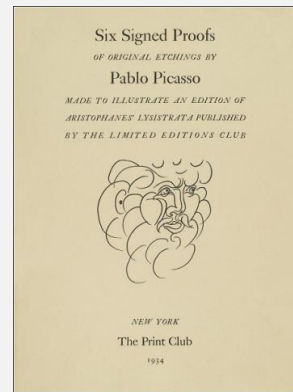 Six Signed Proofs
OF ORIGINAL ETCHINGS BY
Pablo Picasso
MADE TO ILLUSTRATE AN EDITION OF
ARISTOPHANES' LYSISTRATA PUBLISHED
BY THE LIMITED EDITIONS CLUB
NEW YORK
The Print Club
1934